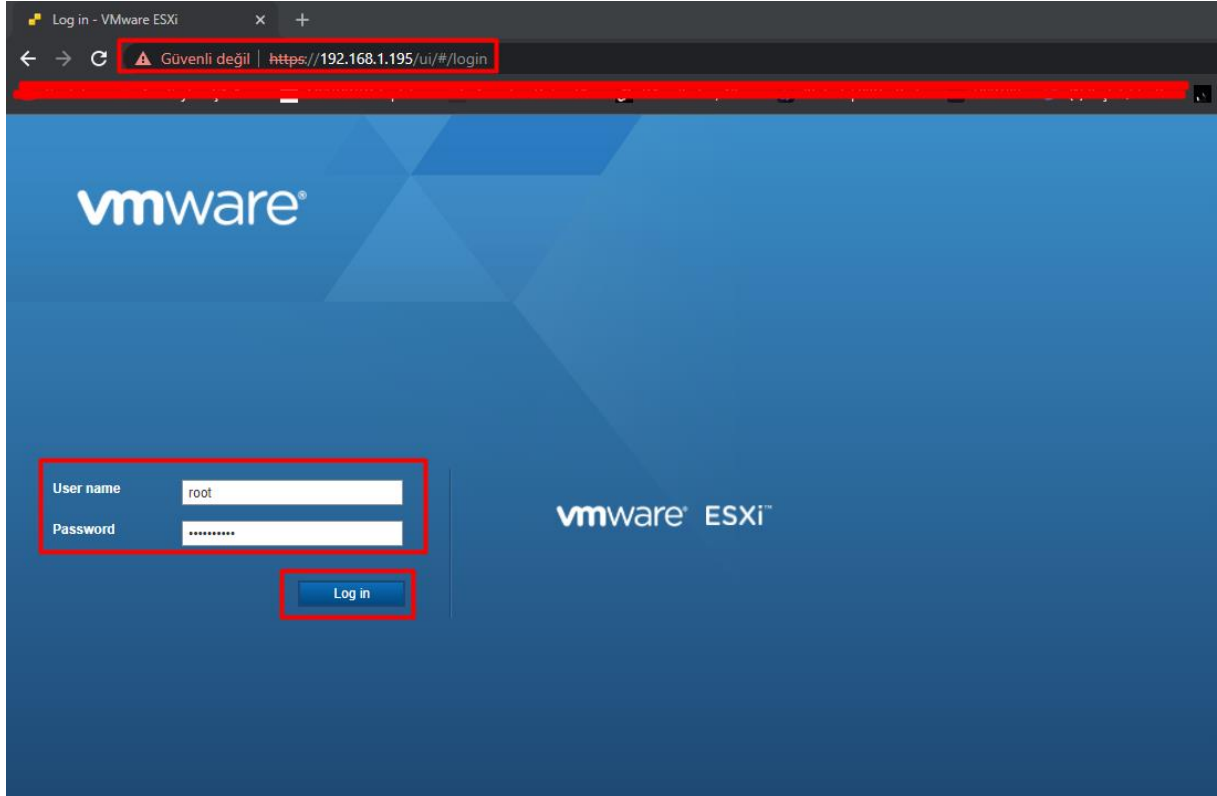 Log in - VMware ESXi
Güvenli değil | https://192.168.1.195/ui/#/login
vmware®
User name root
Password ••••••••••
vmware® ESXi™
Log in